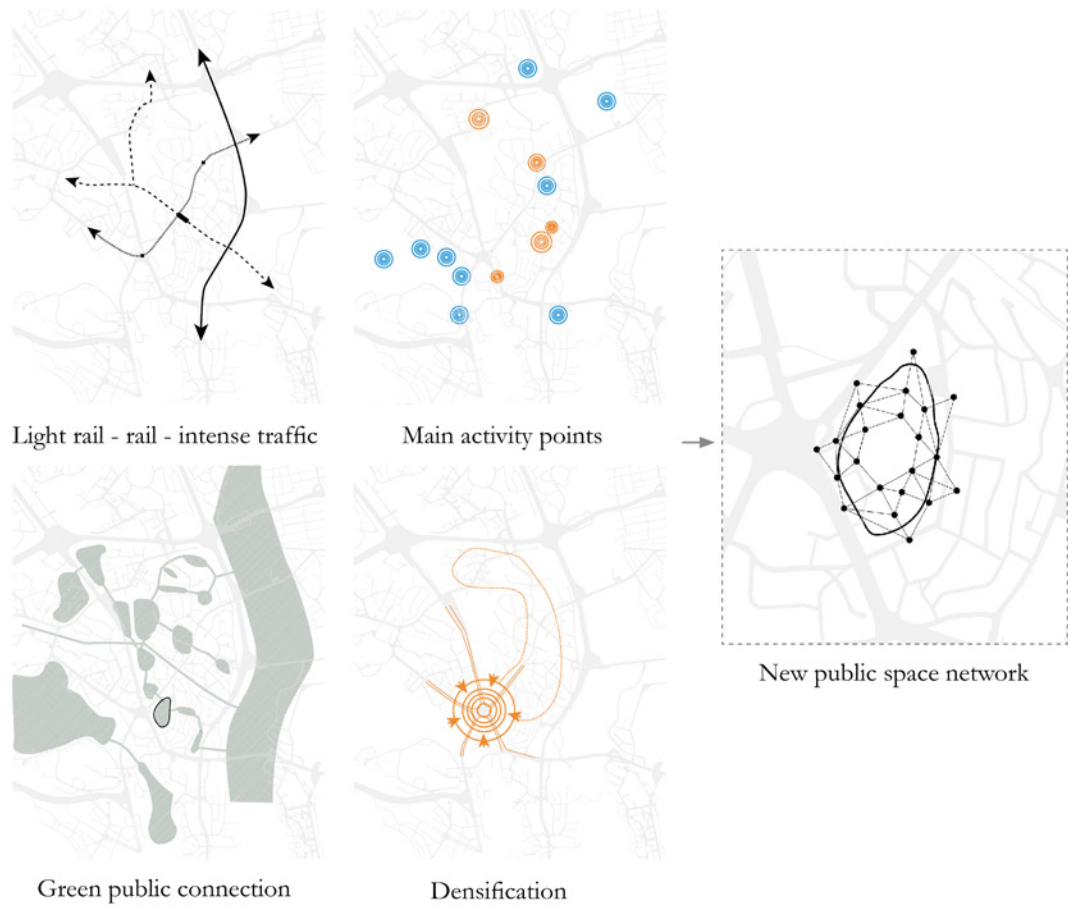 Light rail - rail - intense traffic
Main activity points
New public space network
Green public connection
Densification